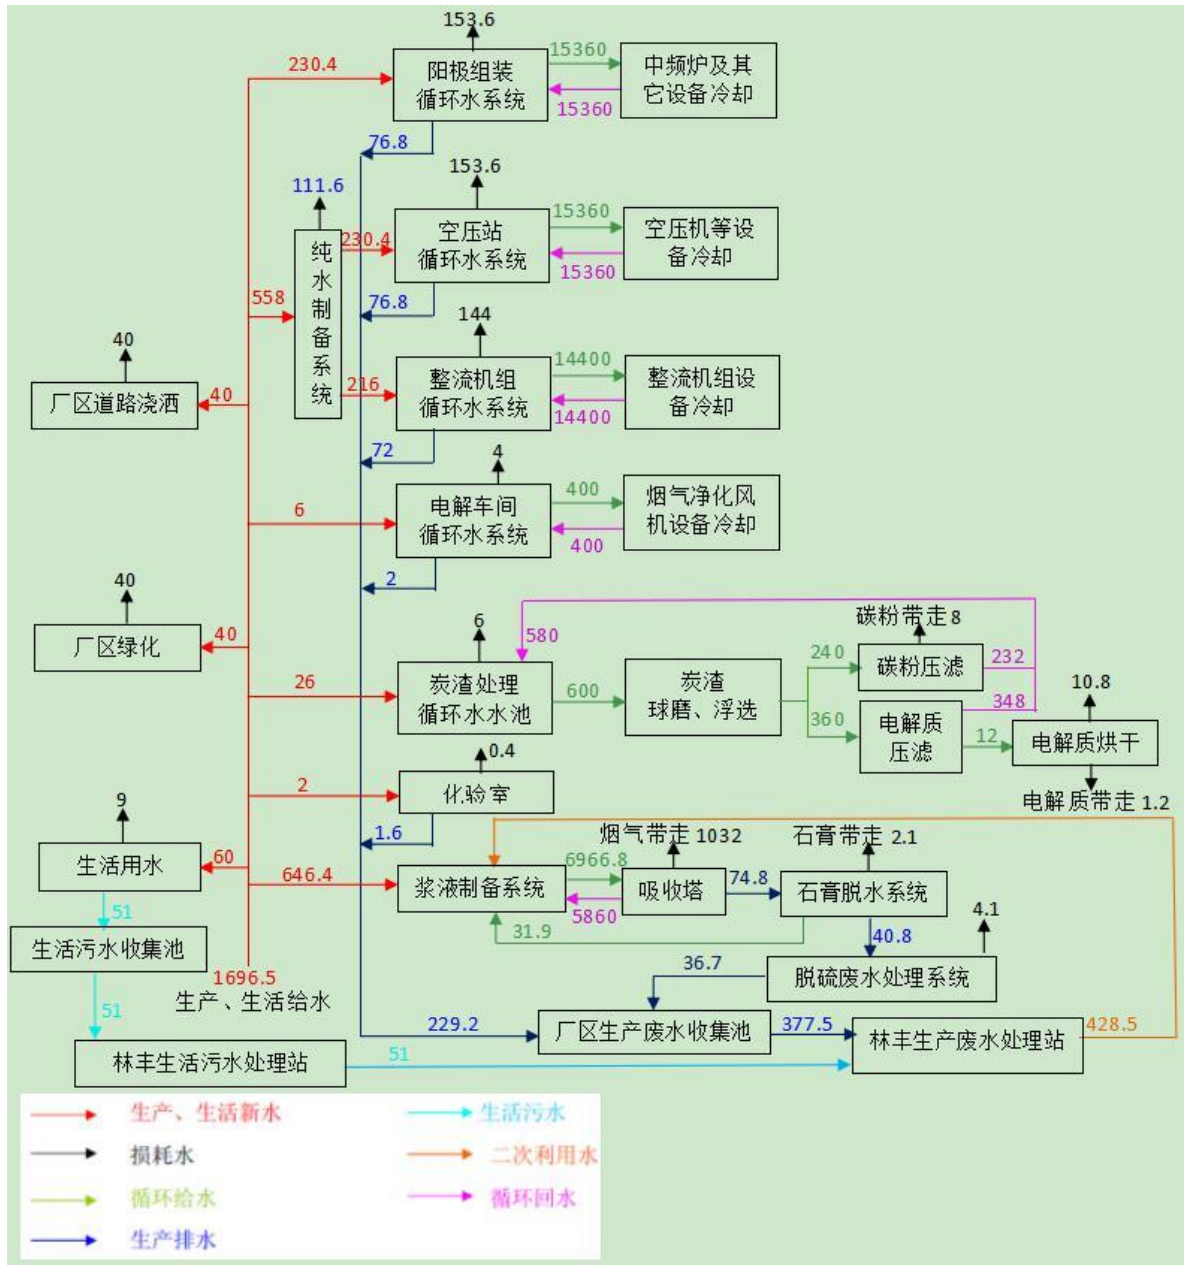 153.6
230.4
阳极组装
循环水系统
15360
15360
中频炉及其
它设备冷却
76.8
111.6
153.6
纯水制备系统
230.4
空压站
循环水系统
15360
15360
空压机等设
备冷却
558
76.8
144
40
厂区道路浇洒
40
216
整流机组
循环水系统
14400
14400
整流机组设
备冷却
72
4
6
电解车间
循环水系统
400
400
烟气净化风
机设备冷却
2
40
厂区绿化
40
6
580
26
炭渣处理
循环水水池
600
炭渣
球磨、浮选
240
360
碳粉带走 8
碳粉压滤
232
348
电解质
压滤
12
10.8
电解质烘干
电解质带走 1.2
0.4
2
化验室
1.6
9
生活用水
60
646.4
浆液制备系统
6966.8
5860
烟气带走 1032
吸收塔
74.8
石膏带走 2.1
石膏脱水系统
31.9
40.8
4.1
51
生活污水收集池
1696.5
生产、生活给水
36.7
脱硫废水处理系统
51
229.2
厂区生产废水收集池
377.5
林丰生产废水处理站
428.5
林丰生活污水处理站
51
生产、生活新水
生活污水
损耗水
二次利用水
循环给水
循环回水
生产排水